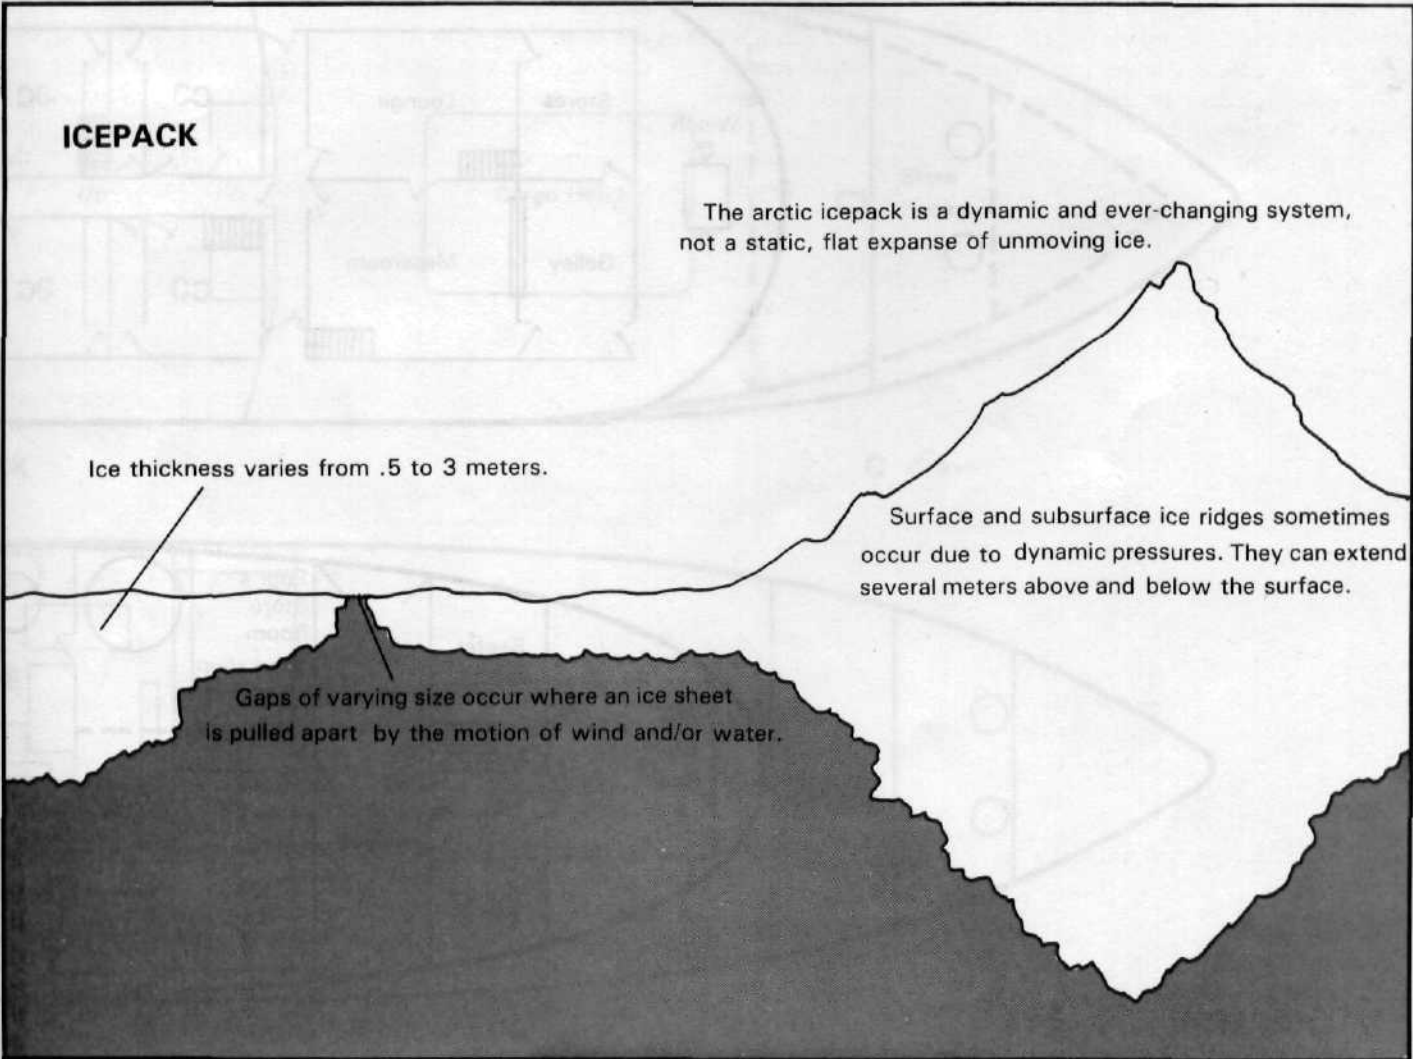 ICEPACK
The arctic icepack is a dynamic and ever-changing system,
not a static, flat expanse of unmoving ice.
Ice thickness varies from .5 to 3 meters.
Surface and subsurface ice ridges sometimes
occur due to dynamic pressures. They can extend
several meters above and below the surface.
Gaps of varying size occur where an ice sheet
is pulled apart by the motion of wind and/or water.